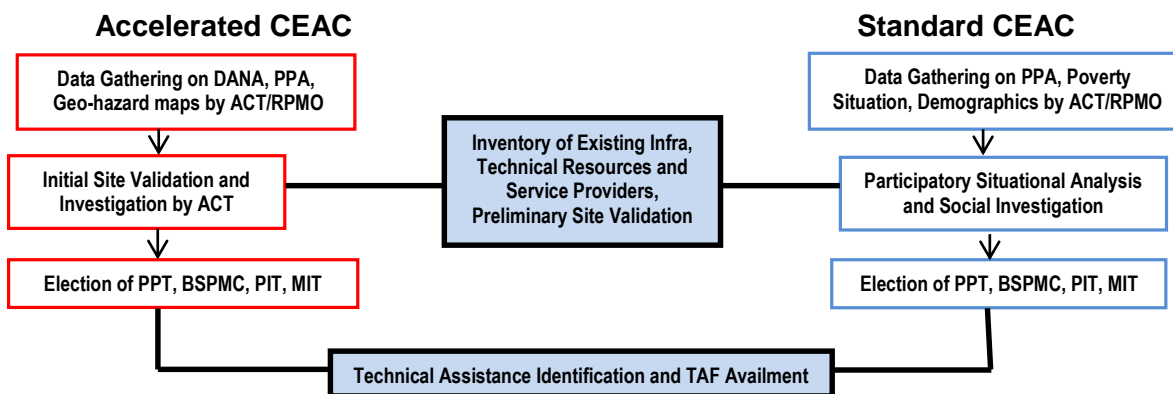 Accelerated CEAC
Standard CEAC
Data Gathering on DANA, PPA,
Geo-hazard maps by ACT/RPMO
Data Gathering on PPA, Poverty
Situation, Demographics by ACT/RPMO
Inventory of Existing Infra,
Technical Resources and
Service Providers,
Preliminary Site Validation
Initial Site Validation and
Investigation by ACT
Participatory Situational Analysis
and Social Investigation
Election of PPT, BSPMC, PIT, MIT
Election of PPT, BSPMC, PIT, MIT
Technical Assistance Identification and TAF Availment